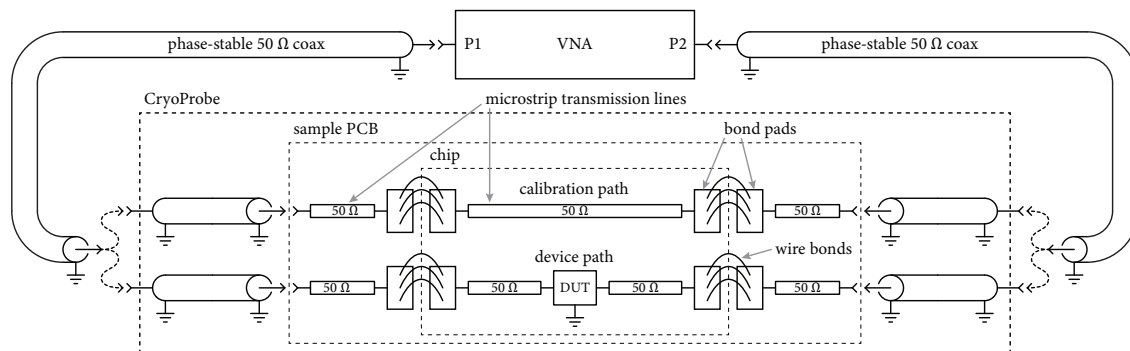 phase-stable 50 Ω coax
P1 VNA P2
phase-stable 50 Ω coax
CryoProbe
microstrip transmission lines
sample PCB
bond pads
chip
calibration path
50 Ω
50 Ω
50 Ω
device path
wire bonds
50 Ω
50 Ω
DUT
50 Ω
50 Ω